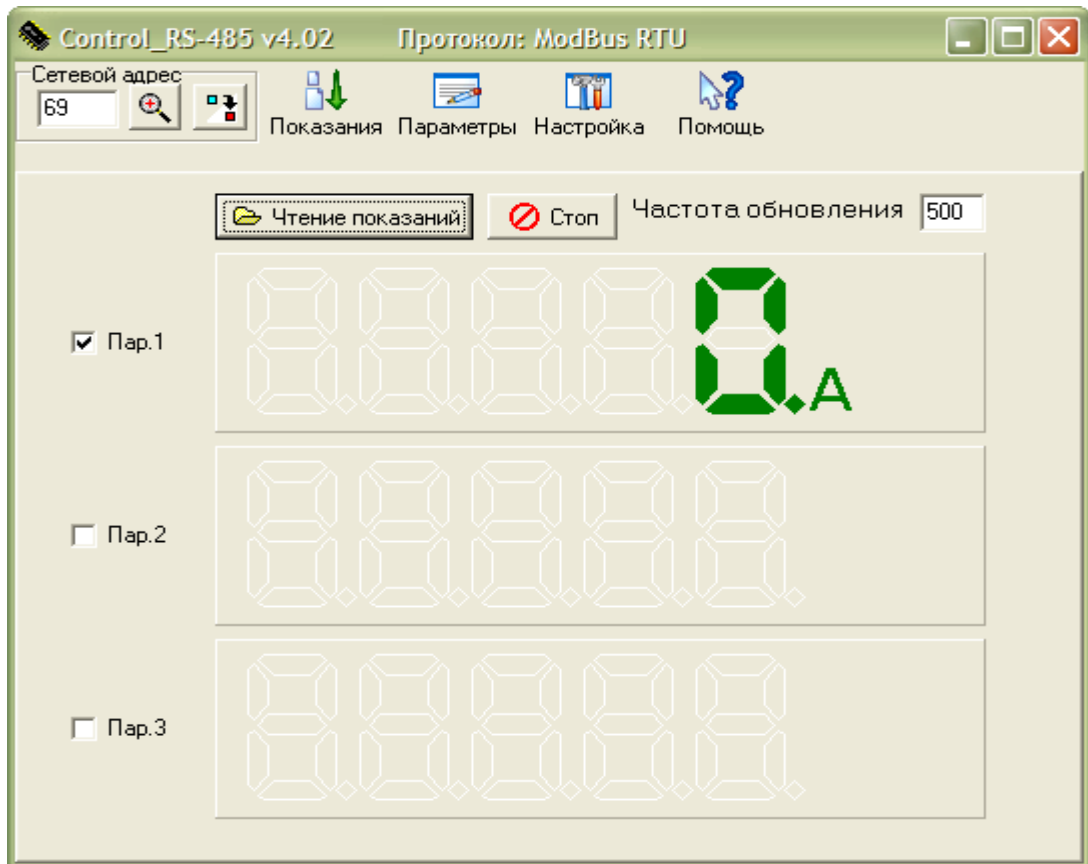 Control_RS-485 v4.02 Протокол: ModBus RTU
Сетевой адрес
69
Показания Параметры Настройка Помощь
Чтение показаний Стоп Частота обновления 500
Пар.1 0.A
Пар.2
Пар.3